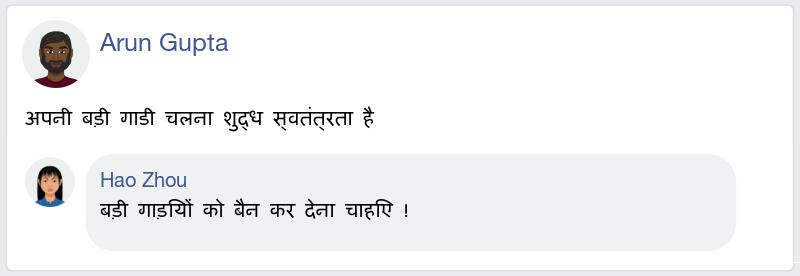 Arun Gupta
अपनी बड़ी गाडी चलना शुद्ध स्वतंत्रता है
Hao Zhou
बड़ी गाड़ियों को बैन कर देना चाहिए !